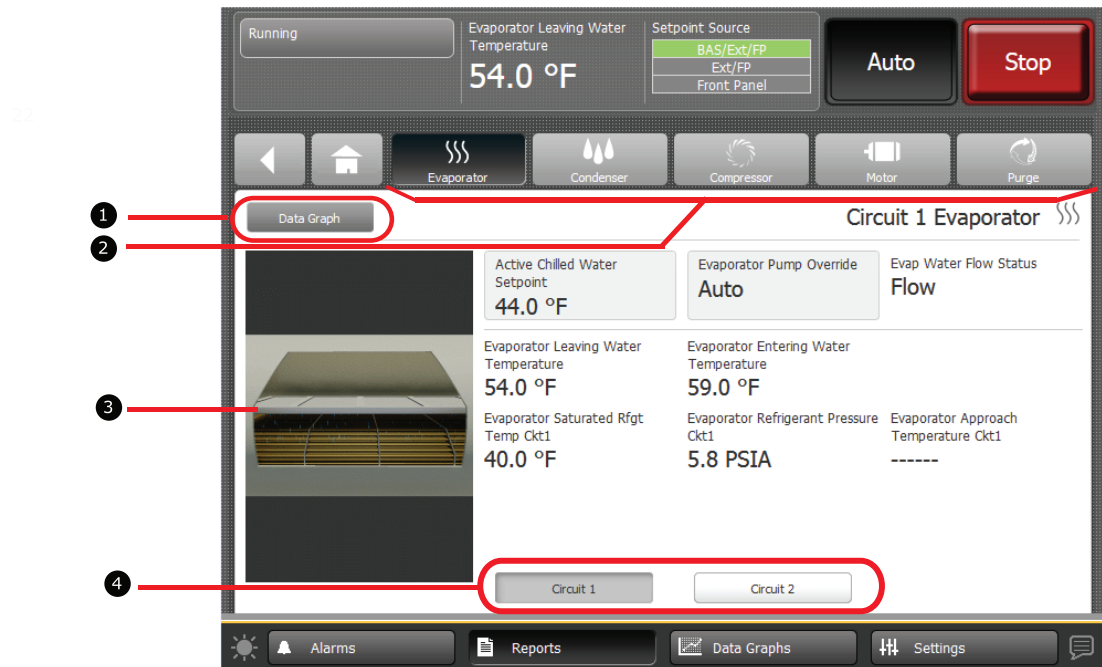 Running
Evaporator Leaving Water
Temperature
54.0 °F
Setpoint Source
BAS/Ext/FP
Ext/FP
Front Panel
Auto
Stop
22
Evaporator
Condenser
Compressor
Motor
Purge
1
Data Graph
Circuit 1 Evaporator
2
Active Chilled Water
Setpoint
44.0 °F
Evaporator Pump Override
Auto
Evap Water Flow Status
Flow
Evaporator Leaving Water
Temperature
54.0 °F
Evaporator Entering Water
Temperature
59.0 °F
3
Evaporator Saturated Rfgt
Temp Ckt1
40.0 °F
Evaporator Refrigerant Pressure
Ckt1
5.8 PSIA
Evaporator Approach
Temperature Ckt1
------
4
Circuit 1
Circuit 2
Alarms
Reports
Data Graphs
Settings